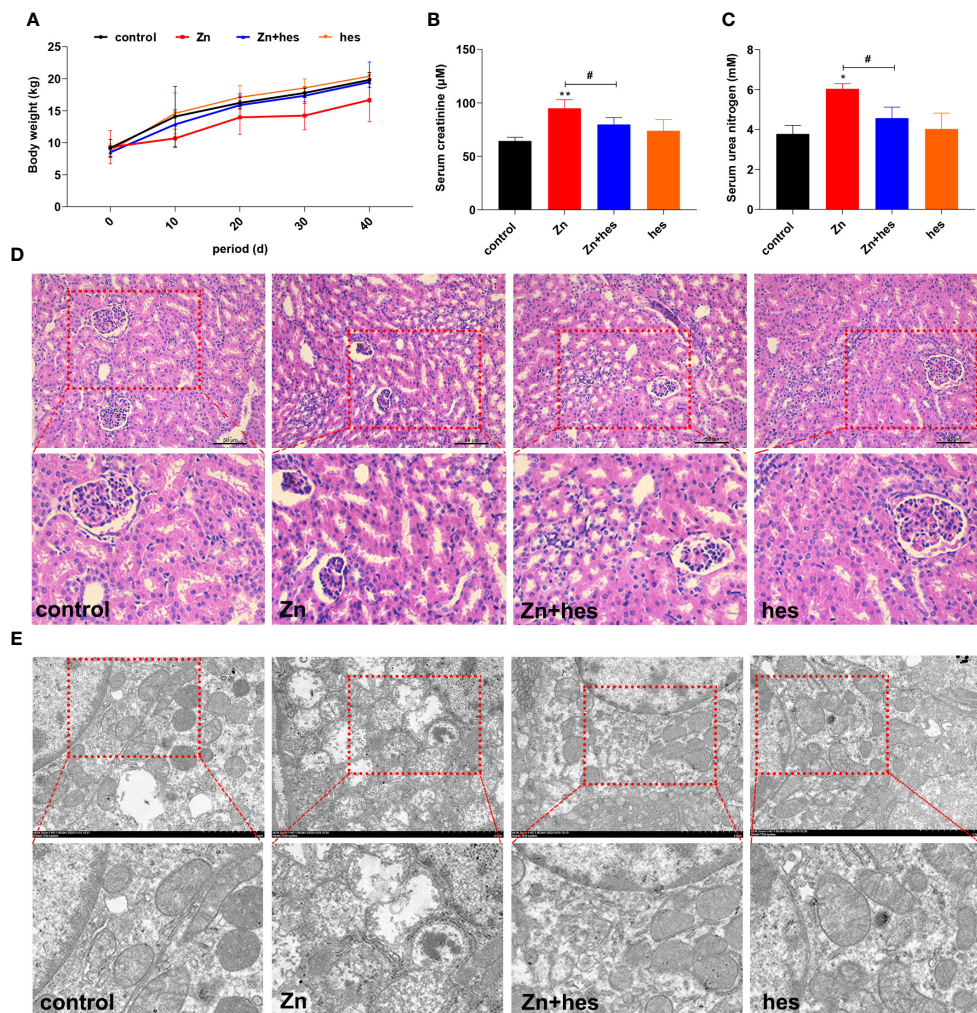 A
control Zn Zn+hes hes
Body weight (kg)
25
20
15
10
5
0
0 10 20 30 40
period (d)
B
Serum creatinine (μM)
150
100
50
0
**
#
control Zn Zn+hes hes
C
Serum urea nitrogen (mM)
8
6
4
2
0
*
#
control Zn Zn+hes hes
D
50 μm
control Zn Zn+hes hes
E
control Zn Zn+hes hes